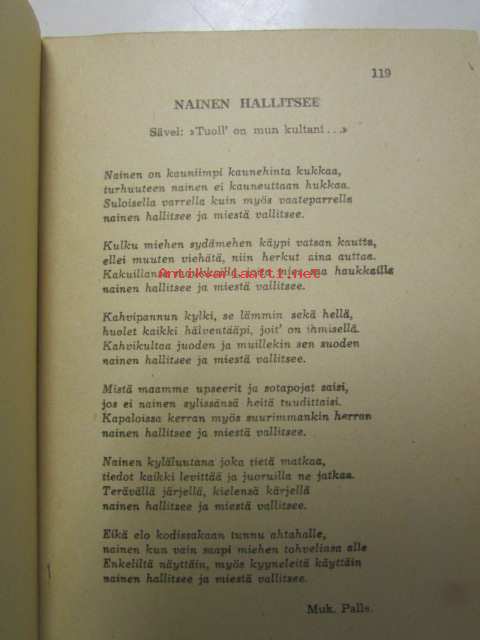 119
NAINEN HALLITSEE
Sävel: »Tuoll' on mun kultani...»
Nainen on kauniimpi kaunehinta kukkaa,
turhuuteen nainen ei kauneuttaan hukkaa.
Suloisella varrella kuin myös vaateparrella
nainen hallitsee ja miestä vallitsee.
Kulku miehen sydämehen käypi vatsan kautta,
ellei muuten viehätä, niin herkut aina auttaa.
Kakuillansa haukkaille
nainen hallitsee ja miestä vallitsee.
Kahvipannun kylki, se lämmin sekä hellä,
huolet kaikki hälventääpi, joit' on ihmisellä.
Kahvikultaa juoden ja muillekin sen suoden
nainen hallitsee ja miestä vallitsee.
Mistä maamme upseerit ja sotapojat saisi,
jos ei nainen sylissänsä heitä tuudittaisi.
Kapaloissa kerran myös suurimmankin herran
nainen hallitsee ja miestä vallitsee.
Nainen kyläluutana joka tietä matkaa,
tiedot kaikki levittää ja juoruilla ne jatkaa.
Terävällä järjellä, kielensä kärjellä
nainen hallitsee ja miestä vallitsee.
Eikä elo kodissakaan tunnu ahtahalle,
nainen kun vain saapi miehen tohvelinsa alle
Enkeliltä näyttäin, myös kyyneleitä käyttäin
nainen hallitsee ja miestä vallitsee.
Muk. Palls.